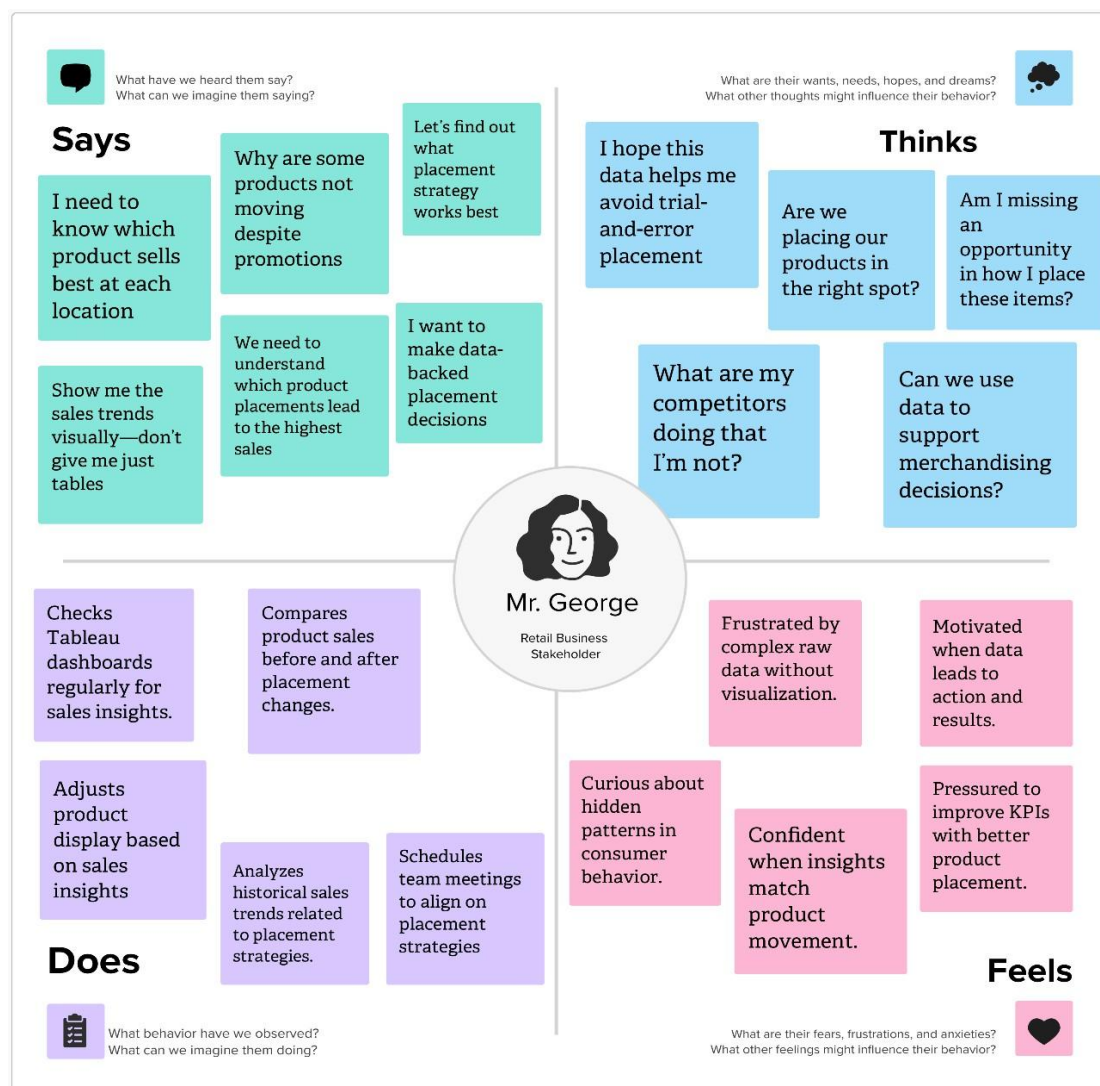 What have we heard them say?
What can we imagine them saying?
Says
I need to
know which
product sells
best at each
location
Why are some
products not
moving
despite
promotions
Let's find out
what
placement
strategy
works best
Show me the
sales trends
visually—don't
give me just
tables
We need to
understand
which product
placements lead
to the highest
sales
I want to
make data-
backed
placement
decisions
What are their wants, needs, hopes, and dreams?
What other thoughts might influence their behavior?
Thinks
I hope this
data helps me
avoid trial-
and-error
placement
Are we
placing our
products in
the right spot?
Am I missing
an
opportunity
in how I place
these items?
What are my
competitors
doing that
I'm not?
Can we use
data to
support
merchandising
decisions?
Mr. George
Retail Business
Stakeholder
Checks
Tableau
dashboards
regularly for
sales insights.
Compares
product sales
before and after
placement
changes.
Adjusts
product
display based
on sales
insights
Analyzes
historical sales
trends related
to placement
strategies.
Schedules
team meetings
to align on
placement
strategies
Does
What behavior have we observed?
What can we imagine them doing?
Frustrated by
complex raw
data without
visualization.
Motivated
when data
leads to
action and
results.
Curious about
hidden
patterns in
consumer
behavior.
Confident
when insights
match
product
movement.
Pressured to
improve KPIs
with better
product
placement.
Feels
What are their fears, frustrations, and anxieties?
What other feelings might influence their behavior?